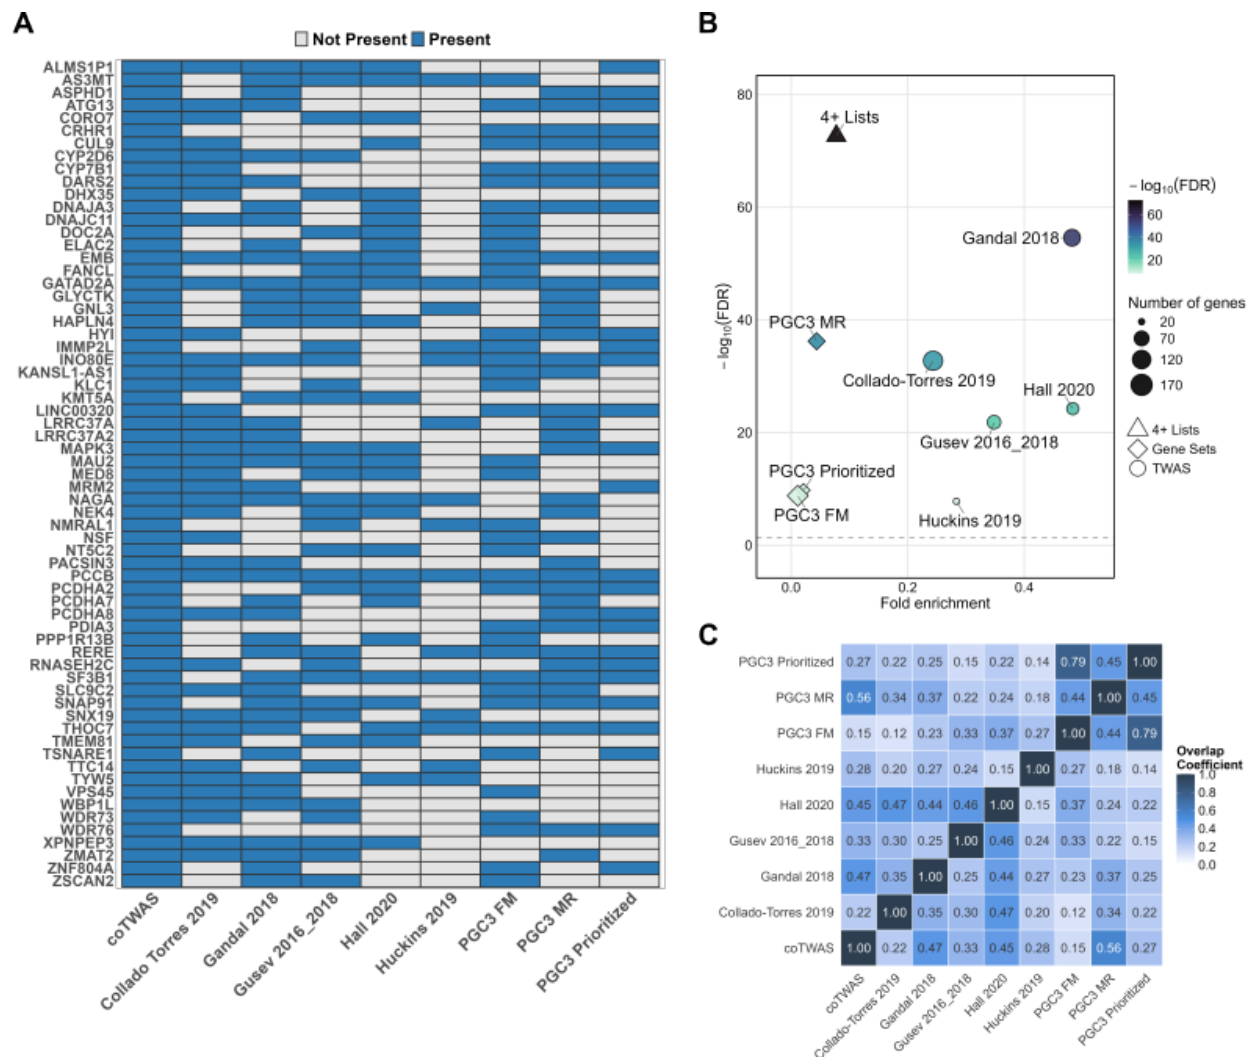 A
Not Present Present
ALMS1P1
AS3MT
ASPHD1
ATG13
CORO7
CRHR1
CUL9
CYP2D6
CYP7B1
DARS2
DHX35
DNAJA3
DNAJC11
DOC2A
ELAC2
EMB
FANCL
GATAD2A
GLYCTK
GNL3
HAPLN4
HYI
IMMP2L
INO80E
KANSL1-AS1
KLC1
KMT5A
LINC00320
LRRC37A
LRRC37A2
MAPK3
MAU2
MED8
MRM2
NAGA
NEK4
NMRAL1
NSF
NT5C2
PACSIN3
PCCB
PCDHA2
PCDHA7
PCDHA8
PDIA3
PPP1R13B
RERE
RNASEH2C
SF3B1
SLC9C2
SNAP91
SNX19
THOC7
TMEM81
TSNARE1
TTC14
TYW5
VPS45
WBP1L
WDR73
WDR76
XPNPEP3
ZMAT2
ZNF804A
ZSCAN2
coTWAS
Collado Torres 2019
Gandal 2018
Gusev 2016_2018
Hall 2020
Huckins 2019
PGC3 FM
PGC3 MR
PGC3 Prioritized
B
80
60
40
20
0
−log10(FDR)
4+ Lists
Gandal 2018
PGC3 MR
Collado-Torres 2019
Hall 2020
Gusev 2016_2018
PGC3 Prioritized
PGC3 FM
Huckins 2019
0.0 0.2 0.4
Fold enrichment
−log10(FDR)
60
40
20
Number of genes
20
70
120
170
4+ Lists
Gene Sets
TWAS
C
PGC3 Prioritized 0.27 0.22 0.25 0.15 0.22 0.14 0.79 0.45 1.00
PGC3 MR 0.56 0.34 0.37 0.22 0.24 0.18 0.44 1.00 0.45
PGC3 FM 0.15 0.12 0.23 0.33 0.37 0.27 1.00 0.44 0.79
Huckins 2019 0.28 0.20 0.27 0.24 0.15 1.00 0.27 0.18 0.14
Hall 2020 0.45 0.47 0.44 0.46 1.00 0.15 0.37 0.24 0.22
Gusev 2016_2018 0.33 0.30 0.25 1.00 0.46 0.24 0.33 0.22 0.15
Gandal 2018 0.47 0.35 1.00 0.25 0.44 0.27 0.23 0.37 0.25
Collado-Torres 2019 0.22 1.00 0.35 0.30 0.47 0.20 0.12 0.34 0.22
coTWAS 1.00 0.22 0.47 0.33 0.45 0.28 0.15 0.56 0.27
coTWAS
Collado-Torres 2019
Gandal 2018
Gusev 2016_2018
Hall 2020
Huckins 2019
PGC3 FM
PGC3 MR
PGC3 Prioritized
Overlap
Coefficient
1.0
0.8
0.6
0.4
0.2
0.0